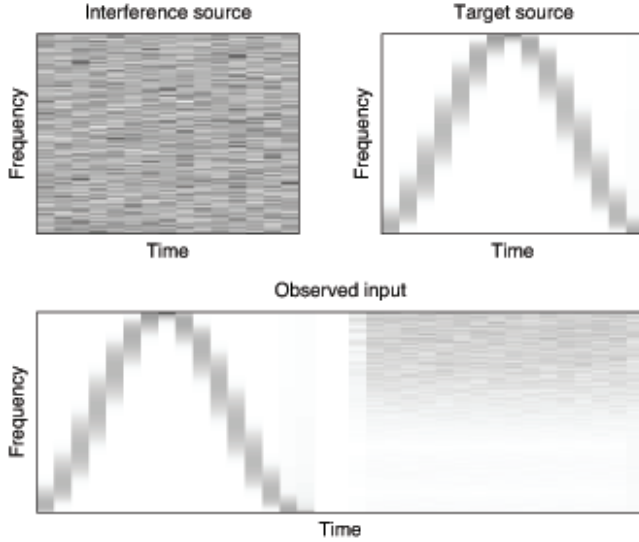 Interference source
Target source
Frequency
Frequency
Time
Time
Observed input
Frequency
Time